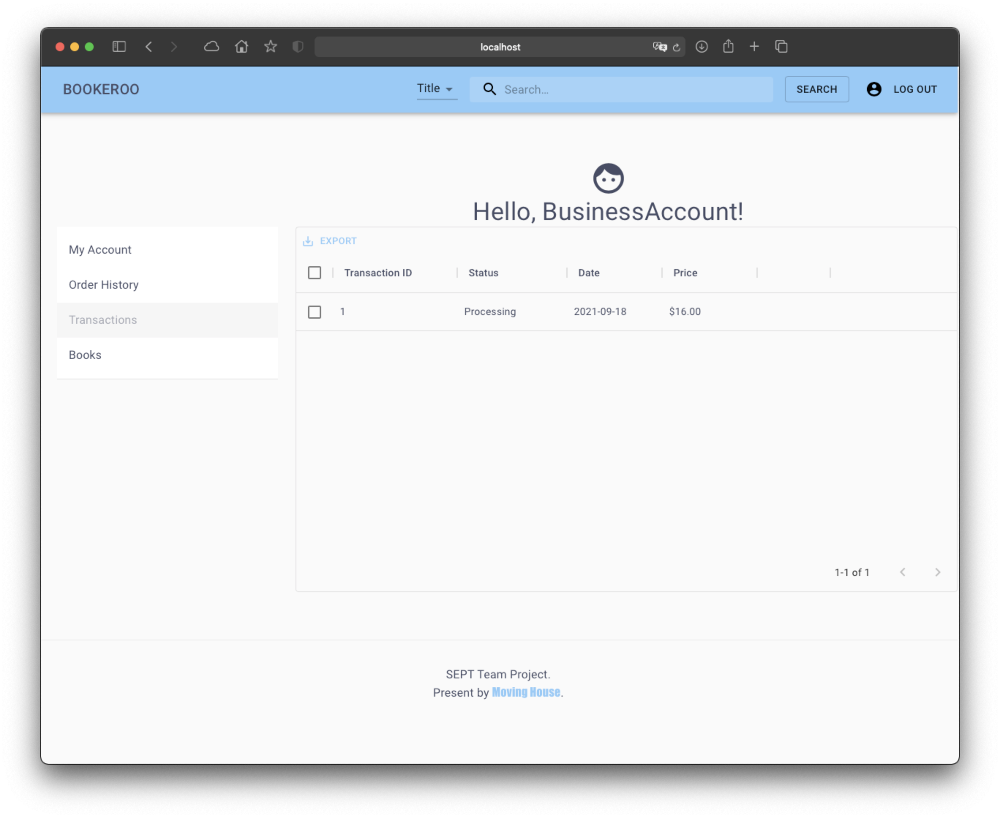 localhost
BOOKEROO Title Search... SEARCH LOG OUT
Hello, BusinessAccount!
My Account
Order History
Transactions
Books
EXPORT
Transaction ID Status Date Price
1 Processing 2021-09-18 $16.00
1-1 of 1
SEPT Team Project.
Present by Moving House.